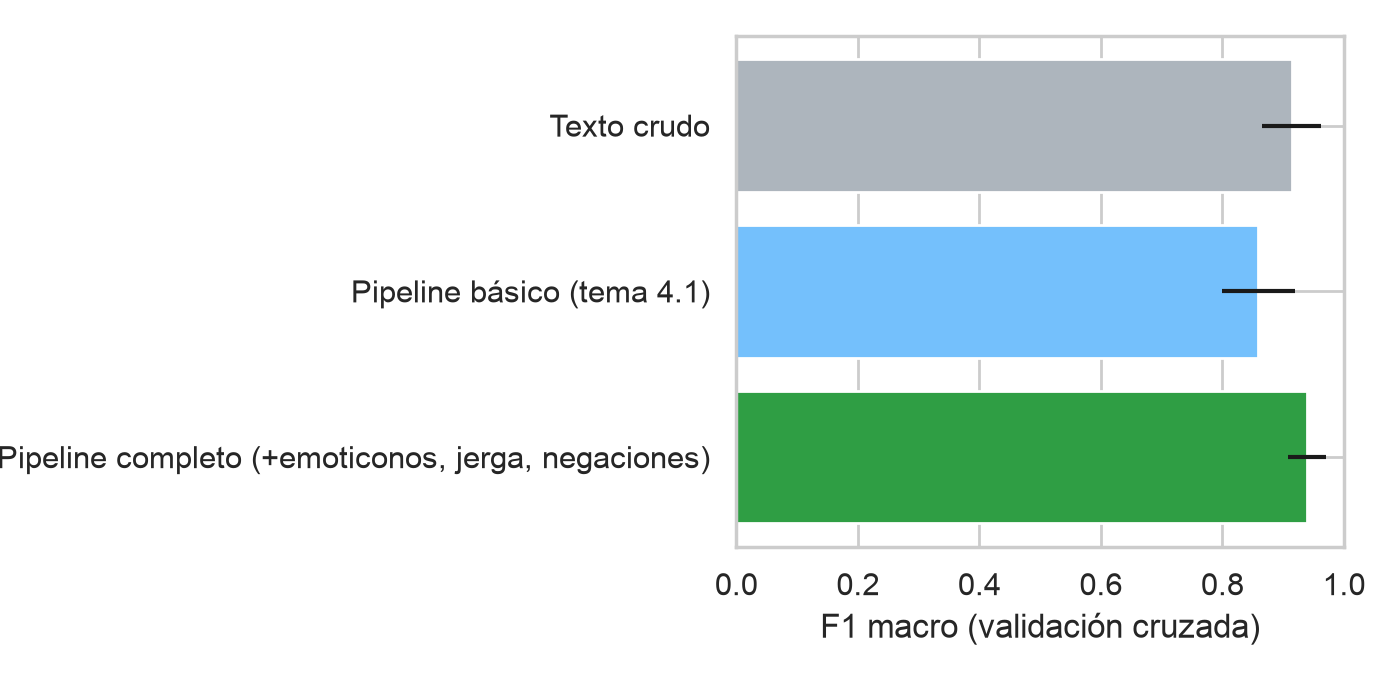 Texto crudo
Pipeline básico (tema 4.1)
Pipeline completo (+emoticonos, jerga, negaciones)
0.0 0.2 0.4 0.6 0.8 1.0
F1 macro (validación cruzada)